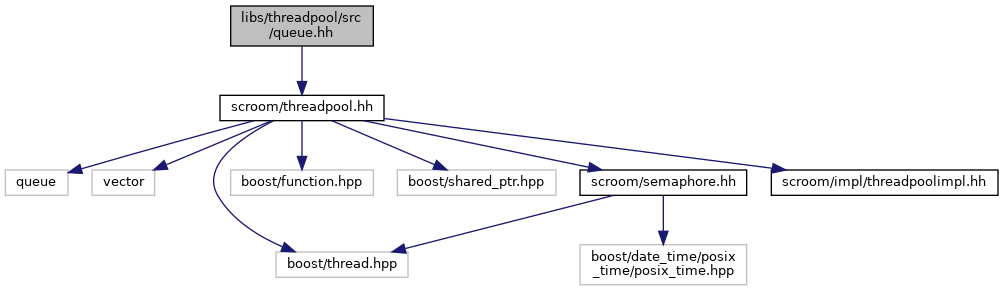 libs/threadpool/src
/queue.hh
scroom/threadpool.hh
queue
vector
boost/function.hpp
boost/shared_ptr.hpp
scroom/semaphore.hh
scroom/impl/threadpoolimpl.hh
boost/thread.hpp
boost/date_time/posix
_time/posix_time.hpp